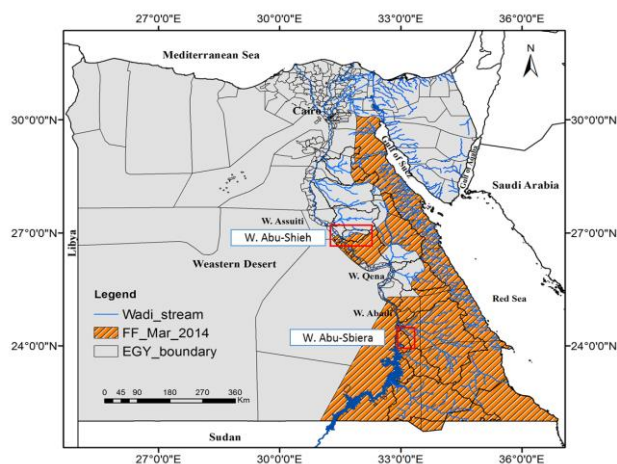 27°0'0"E 30°0'0"E 33°0'0"E 36°0'0"E
Mediterranean Sea
N
Cairo
30°0'0"N
30°0'0"N
Gulf of Suez
Gulf of Aqaba
Saudi Arabia
W. Assuiti
27°0'0"N
W. Abu-Shieh
27°0'0"N
Libya
Weastern Desert
W. Qena
Legend
Wadi_stream
FF_Mar_2014
EGY_boundary
W. Abadi
Red Sea
24°0'0"N
W. Abu-Sbiera
24°0'0"N
0 45 90 180 270 360
Km
Sudan
27°0'0"E 30°0'0"E 33°0'0"E 36°0'0"E